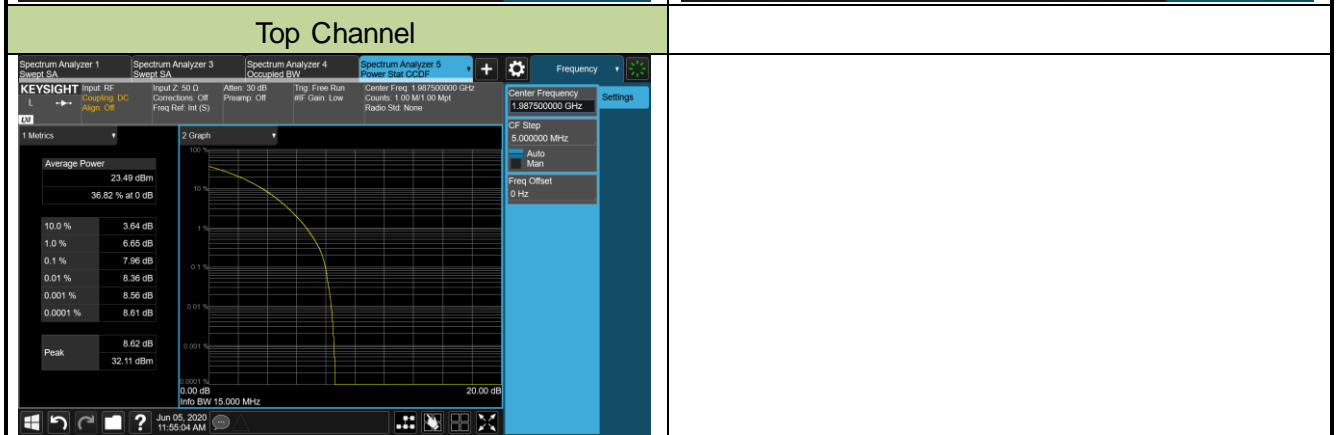 Top Channel
Spectrum Analyzer 1
Swept SA
Spectrum Analyzer 3
Swept SA
Spectrum Analyzer 4
Occupied BW
Spectrum Analyzer 5
Power Stat CCDF
Frequency
KEYSIGHT
L
Input: RF
Coupling: DC
Align: Off
Input Z: 50 Ω
Corrections: Off
Freq Ref: Int (S)
Atten: 30 dB
Preamp: Off
Trig: Free Run
#IF Gain: Low
Center Freq: 1.987500000 GHz
Counts: 1.00 M/1.00 Mpt
Radio Std: None
Center Frequency
1.987500000 GHz
Settings
CF Step
5.000000 MHz
Auto
Man
Freq Offset
0 Hz
1 Metrics
Average Power
23.49 dBm
36.82 % at 0 dB
10.0 % 3.64 dB
1.0 % 6.65 dB
0.1 % 7.96 dB
0.01 % 8.36 dB
0.001 % 8.56 dB
0.0001 % 8.61 dB
Peak
8.62 dB
32.11 dBm
2 Graph
100 %
10 %
1 %
0.1 %
0.01 %
0.001 %
0.0001 %
0.00 dB 20.00 dB
Info BW 15.000 MHz
?
Jun 05, 2020
11:55:04 AM